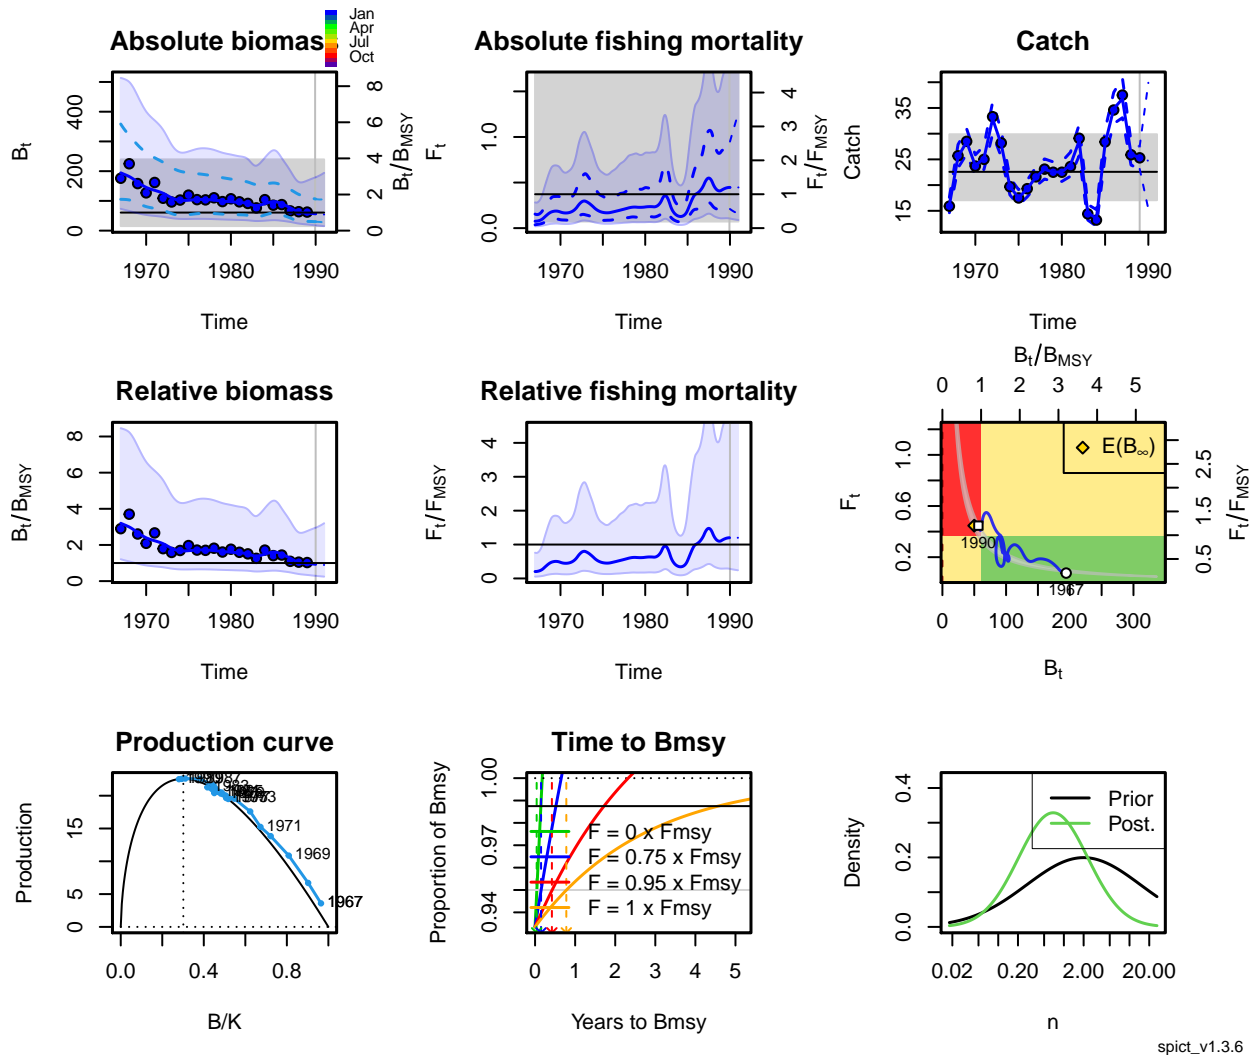 Absolute biomass
Jan
Apr
Jul
Oct
Bt
0 200 400
Bt/BMSY
0 2 4 6 8
1970 1980 1990
Time
Absolute fishing mortality
Ft
0.0 1.0
Ft/FMSY
0 1 2 3 4
1970 1980 1990
Time
Catch
Catch
15 25 35
1970 1980 1990
Time
Relative biomass
Bt/BMSY
0 2 4 6 8
1970 1980 1990
Time
Relative fishing mortality
Ft/FMSY
0 1 2 3 4
1970 1980 1990
Time
Bt/BMSY
0 1 2 3 4 5
E(B∞)
Ft
0.2 0.6 1.0
Ft/FMSY
0.5 1.5 2.5
1990
1967
0 100 200 300
Bt
Production curve
Production
0 5 15
1971
1969
1967
0.0 0.4 0.8
B/K
Time to Bmsy
Proportion of Bmsy
0.94 0.97 1.00
F = 0 x Fmsy
F = 0.75 x Fmsy
F = 0.95 x Fmsy
F = 1 x Fmsy
0 1 2 3 4 5
Years to Bmsy
Density
0.0 0.2 0.4
Prior
Post.
0.02 0.20 2.00 20.00
n
spict_v1.3.6